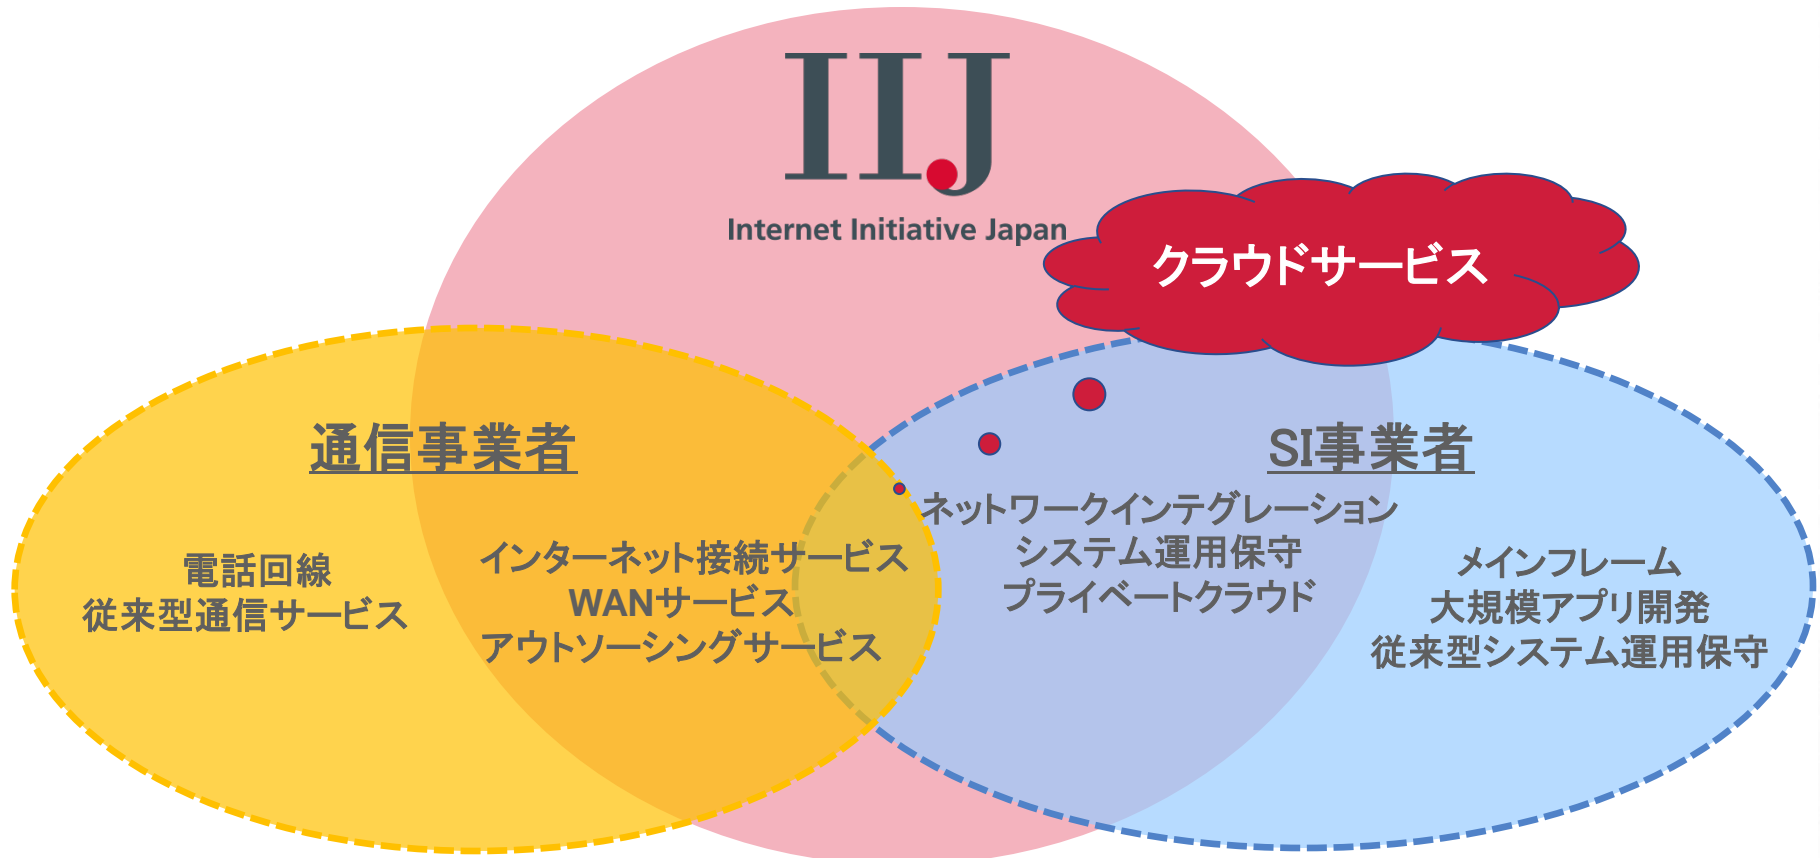 IIJ
Internet Initiative Japan
クラウドサービス
通信事業者
電話回線
従来型通信サービス
インターネット接続サービス
WANサービス
アウトソーシングサービス
SI事業者
ネットワークインテグレーション
システム運用保守
プライベートクラウド
メインフレーム
大規模アプリ開発
従来型システム運用保守